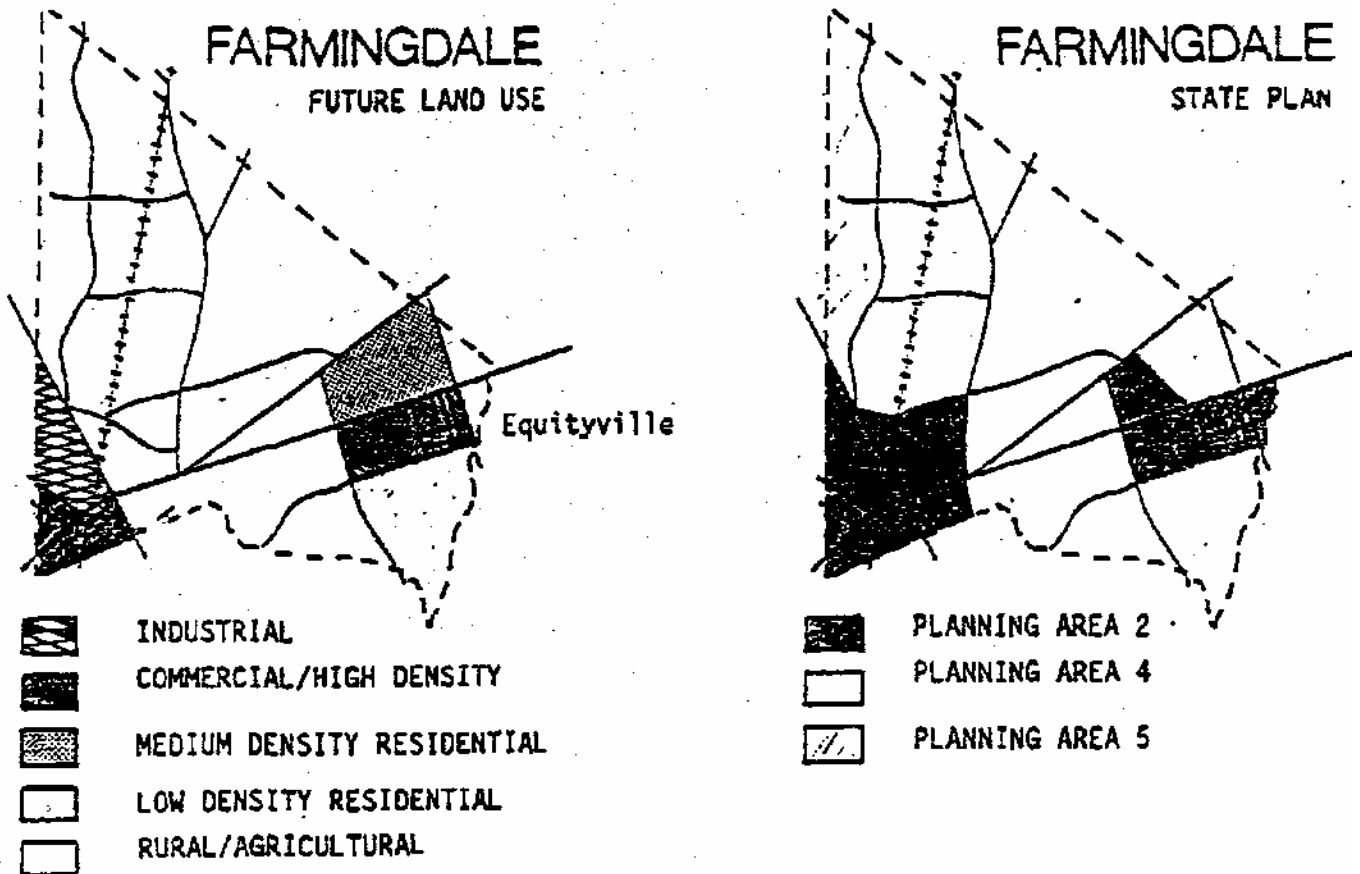 FARMINGDALE
FUTURE LAND USE
Equityville
INDUSTRIAL
COMMERCIAL/HIGH DENSITY
MEDIUM DENSITY RESIDENTIAL
LOW DENSITY RESIDENTIAL
RURAL/AGRICULTURAL
FARMINGDALE
STATE PLAN
PLANNING AREA 2
PLANNING AREA 4
PLANNING AREA 5